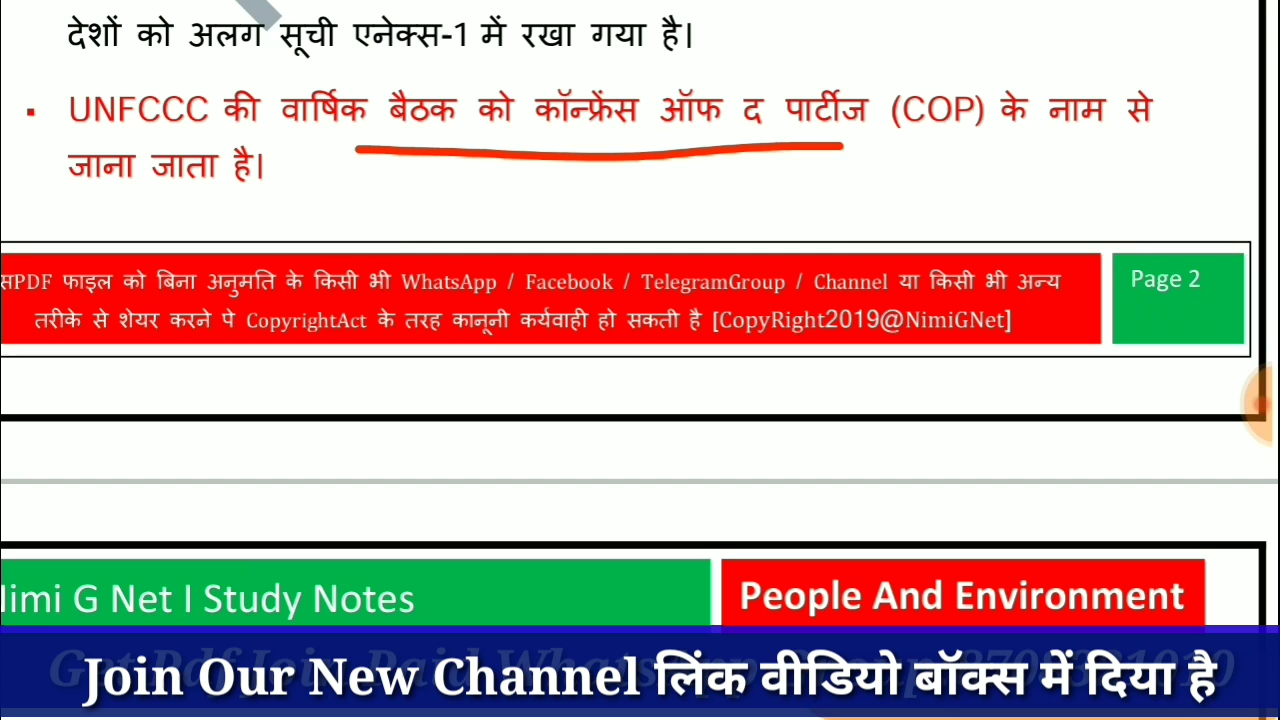 देशों को अलग सूची एनेक्स-1 में रखा गया है।
▪ UNFCCC की वार्षिक बैठक को कॉन्फ्रेंस ऑफ द पार्टीज (COP) के नाम से
जाना जाता है।
सPDF फाइल को बिना अनुमति के किसी भी WhatsApp / Facebook / TelegramGroup / Channel या किसी भी अन्य
तरीके से शेयर करने पे CopyrightAct के तरह कानूनी कर्यवाही हो सकती है [CopyRight2019@NimiGNet]
Page 2
Nimi G Net I Study Notes
People And Environment
Join Our New Channel लिंक वीडियो बॉक्स में दिया है